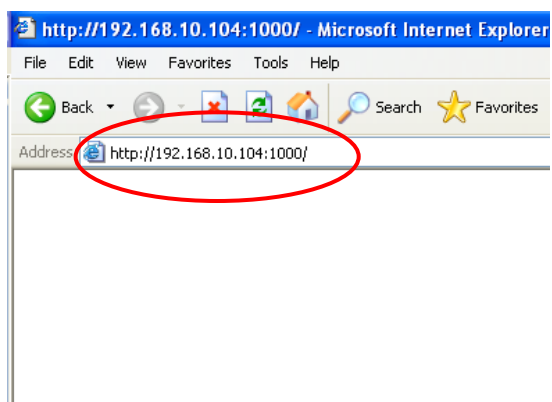 http://192.168.10.104:1000/ - Microsoft Internet Explorer
File Edit View Favorites Tools Help
Back Search Favorites
Address http://192.168.10.104:1000/